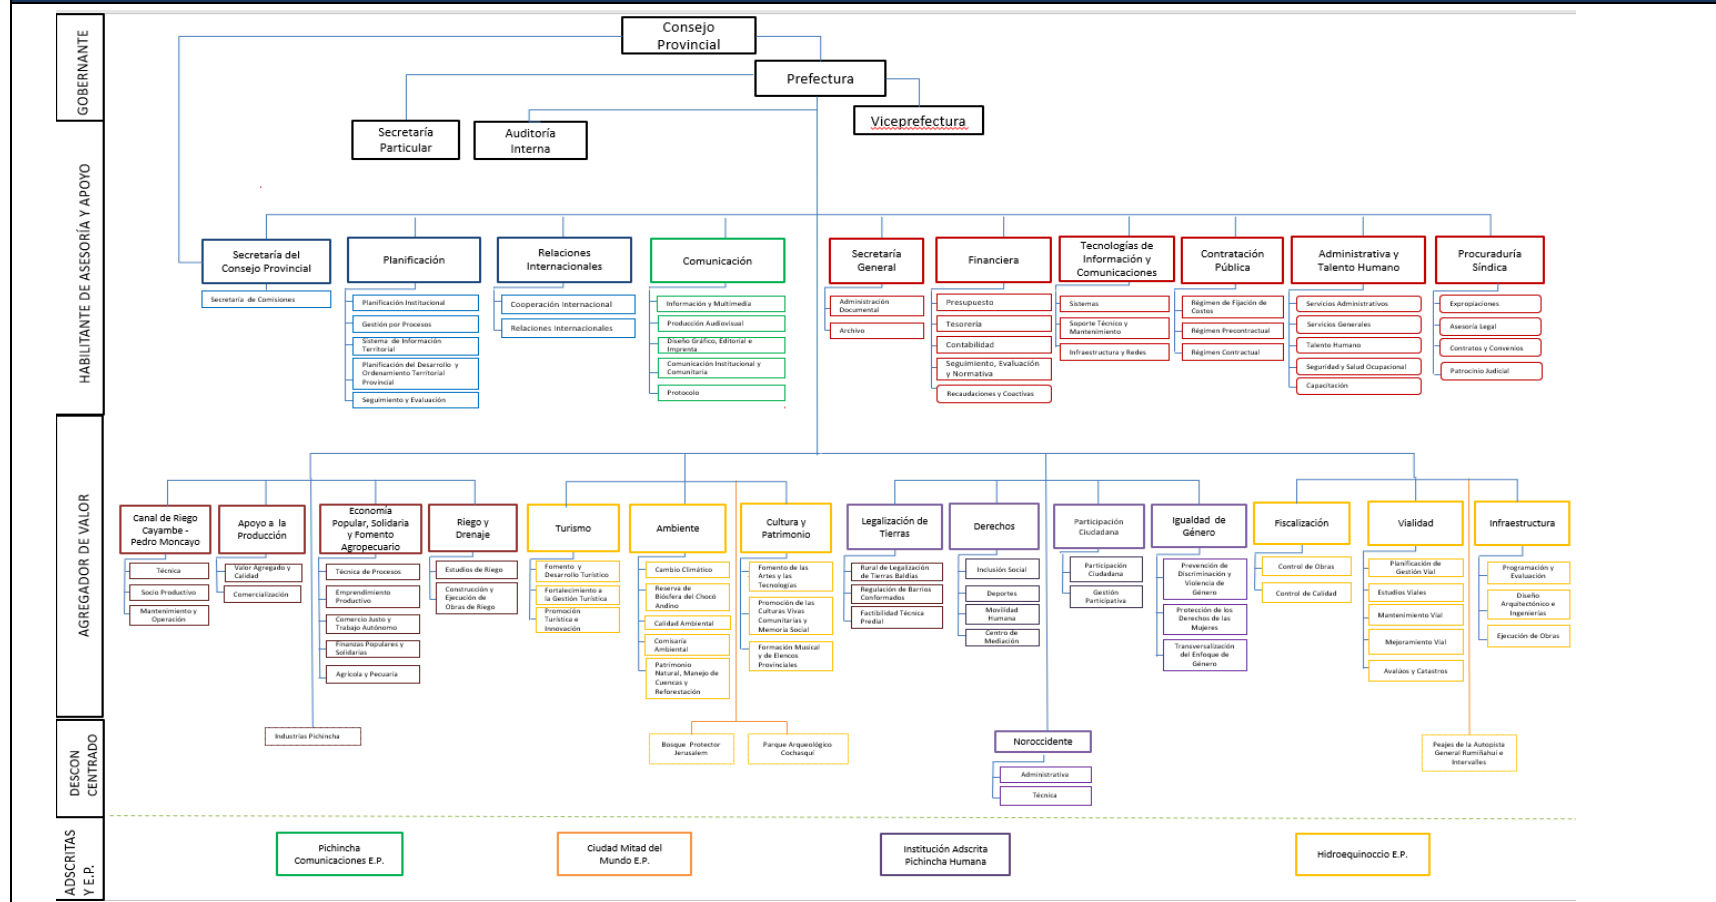 GOBERNANTE
Consejo
Provincial
Prefectura
Viceprefectura
Secretaría
Particular
Auditoría
Interna
HABILITANTE DE ASESORÍA Y APOYO
Secretaría del
Consejo Provincial
Secretaría de Comisiones
Planificación
Planificación Institucional
Gestión por Procesos
Sistema de Información
Territorial
Planificación del Desarrollo y
Ordenamiento Territorial
Provincial
Seguimiento y Evaluación
Relaciones
Internacionales
Cooperación Internacional
Relaciones Internacionales
Comunicación
Información y Multimedia
Producción Audiovisual
Diseño Gráfico, Editorial e
Imprenta
Comunicación Institucional y
Comunitaria
Protocolo
Secretaría
General
Administración
Documental
Archivo
Financiera
Presupuesto
Tesorería
Contabilidad
Seguimiento, Evaluación
y Normativa
Recaudaciones y Coactivas
Tecnologías de
Información y
Comunicaciones
Sistemas
Soporte Técnico y
Mantenimiento
Infraestructura y Redes
Contratación
Pública
Régimen de Fijación de
Costos
Régimen Precontractual
Régimen Contractual
Administrativa y
Talento Humano
Servicios Administrativos
Servicios Generales
Talento Humano
Seguridad y Salud Ocupacional
Capacitación
Procuraduría
Síndica
Expropiaciones
Asesoría Legal
Contratos y Convenios
Patrocinio Judicial
AGREGADOR DE VALOR
Canal de Riego
Cayambe -
Pedro Moncayo
Técnica
Socio Productivo
Mantenimiento y
Operación
Apoyo a la
Producción
Valor Agregado y
Calidad
Comercialización
Economía
Popular, Solidaria
y Fomento
Agropecuario
Técnica de Procesos
Emprendimiento
Productivo
Comercio Justo y
Trabajo Autónomo
Finanzas Populares y
Solidarias
Agrícola y Pecuaria
Riego y
Drenaje
Estudios de Riego
Construcción y
Ejecución de
Obras de Riego
Turismo
Fomento y
Desarrollo Turístico
Fortalecimiento a
la Gestión Turística
Promoción
Turística e
Innovación
Ambiente
Cambio Climático
Reserva de
Biósfera del Chocó
Andino
Calidad Ambiental
Comisaría
Ambiental
Patrimonio
Natural, Manejo de
Cuencas y
Reforestación
Cultura y
Patrimonio
Fomento de las
Artes y las
Tecnologías
Promoción de las
Culturas Vivas
Comunitarias y
Memoria Social
Formación Musical
y de Elencos
Provinciales
Legalización de
Tierras
Rural de Legalización
de Tierras Baldías
Regulación de Barrios
Conformados
Factibilidad Técnica
Predial
Derechos
Inclusión Social
Deportes
Movilidad
Humana
Centro de
Mediación
Participación
Ciudadana
Participación
Ciudadana
Gestión
Participativa
Igualdad de
Género
Prevención de
Discriminación y
Violencia de
Género
Protección de los
Derechos de las
Mujeres
Transversalización
del Enfoque de
Género
Fiscalización
Control de Obras
Control de Calidad
Vialidad
Planificación de
Gestión Vial
Estudios Viales
Mantenimiento Vial
Mejoramiento Vial
Avalúos y Catastros
Infraestructura
Programación y
Evaluación
Diseño
Arquitectónico e
Ingenierías
Ejecución de Obras
DESCON
CENTRADO
Industrias Pichincha
Bosque Protector
Jerusalem
Parque Arqueológico
Cochasquí
Noroccidente
Administrativa
Técnica
Peajes de la Autopista
General Rumiñahui e
Intervalles
ADSCRITAS
Y E.P.
Pichincha
Comunicaciones E.P.
Ciudad Mitad del
Mundo E.P.
Institución Adscrita
Pichincha Humana
Hidroequinoccio E.P.